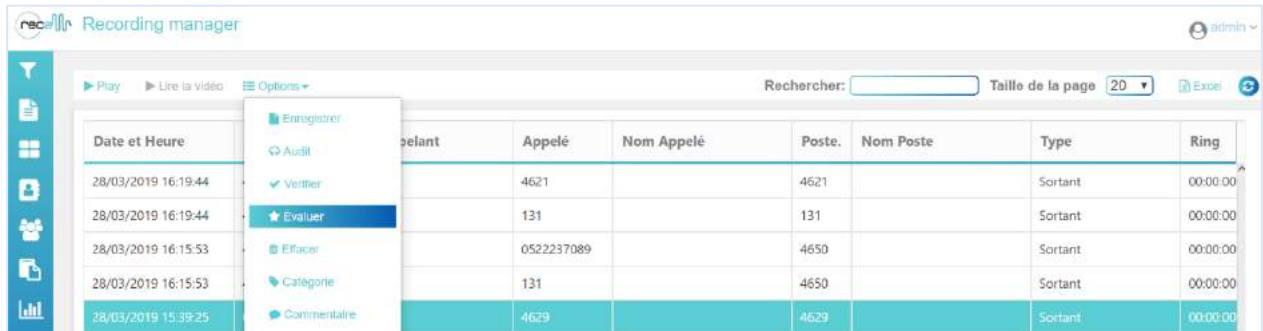 recall Recording manager admin
Play Lire la vidéo Options Rechercher: Taille de la page 20 Excel
Enregistrer
Date et Heure pelant Appelé Nom Appelé Poste. Nom Poste Type Ring
Audit
28/03/2019 16:19:44 Vérifier 4621 4621 Sortant 00:00:00
28/03/2019 16:19:44 Évaluer 131 131 Sortant 00:00:00
28/03/2019 16:15:53 Effacer 0522237089 4650 Sortant 00:00:00
28/03/2019 16:15:53 Catégorie 131 4650 Sortant 00:00:00
28/03/2019 15:39:25 Commentaire 4629 4629 Sortant 00:00:00